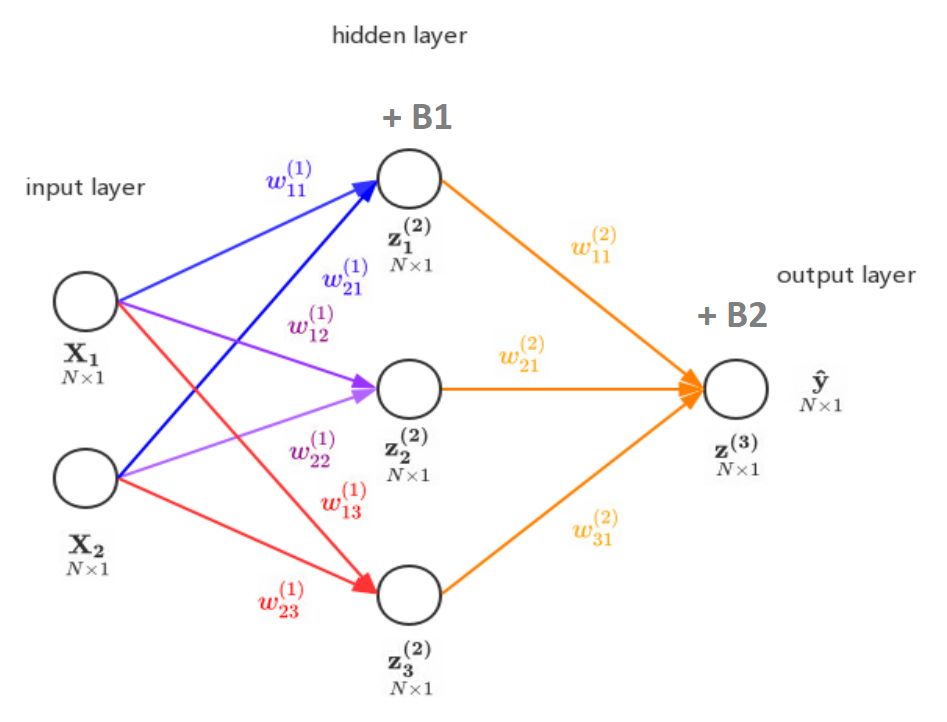 hidden layer
+ B1
input layer
w₁₁⁽¹⁾
z₁⁽²⁾
N×1
w₂₁⁽¹⁾
w₁₁⁽²⁾
output layer
+ B2
X₁
N×1
w₁₂⁽¹⁾
w₂₁⁽²⁾
ŷ
N×1
z₂⁽²⁾
N×1
w₂₂⁽¹⁾
z⁽³⁾
N×1
w₁₃⁽¹⁾
w₃₁⁽²⁾
X₂
N×1
w₂₃⁽¹⁾
z₃⁽²⁾
N×1